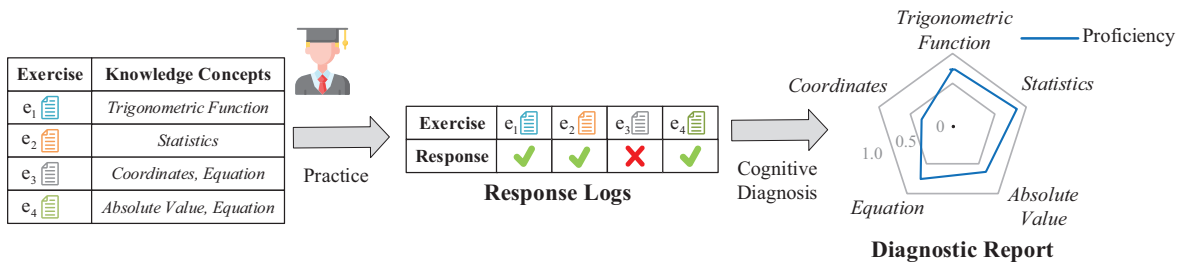 Exercise Knowledge Concepts
e1 Trigonometric Function
e2 Statistics
e3 Coordinates, Equation
e4 Absolute Value, Equation
Practice
Exercise e1 e2 e3 e4
Response
Response Logs
Cognitive
Diagnosis
Trigonometric
Function
Proficiency
Coordinates
Statistics
0
0.5
1.0
Equation
Absolute
Value
Diagnostic Report